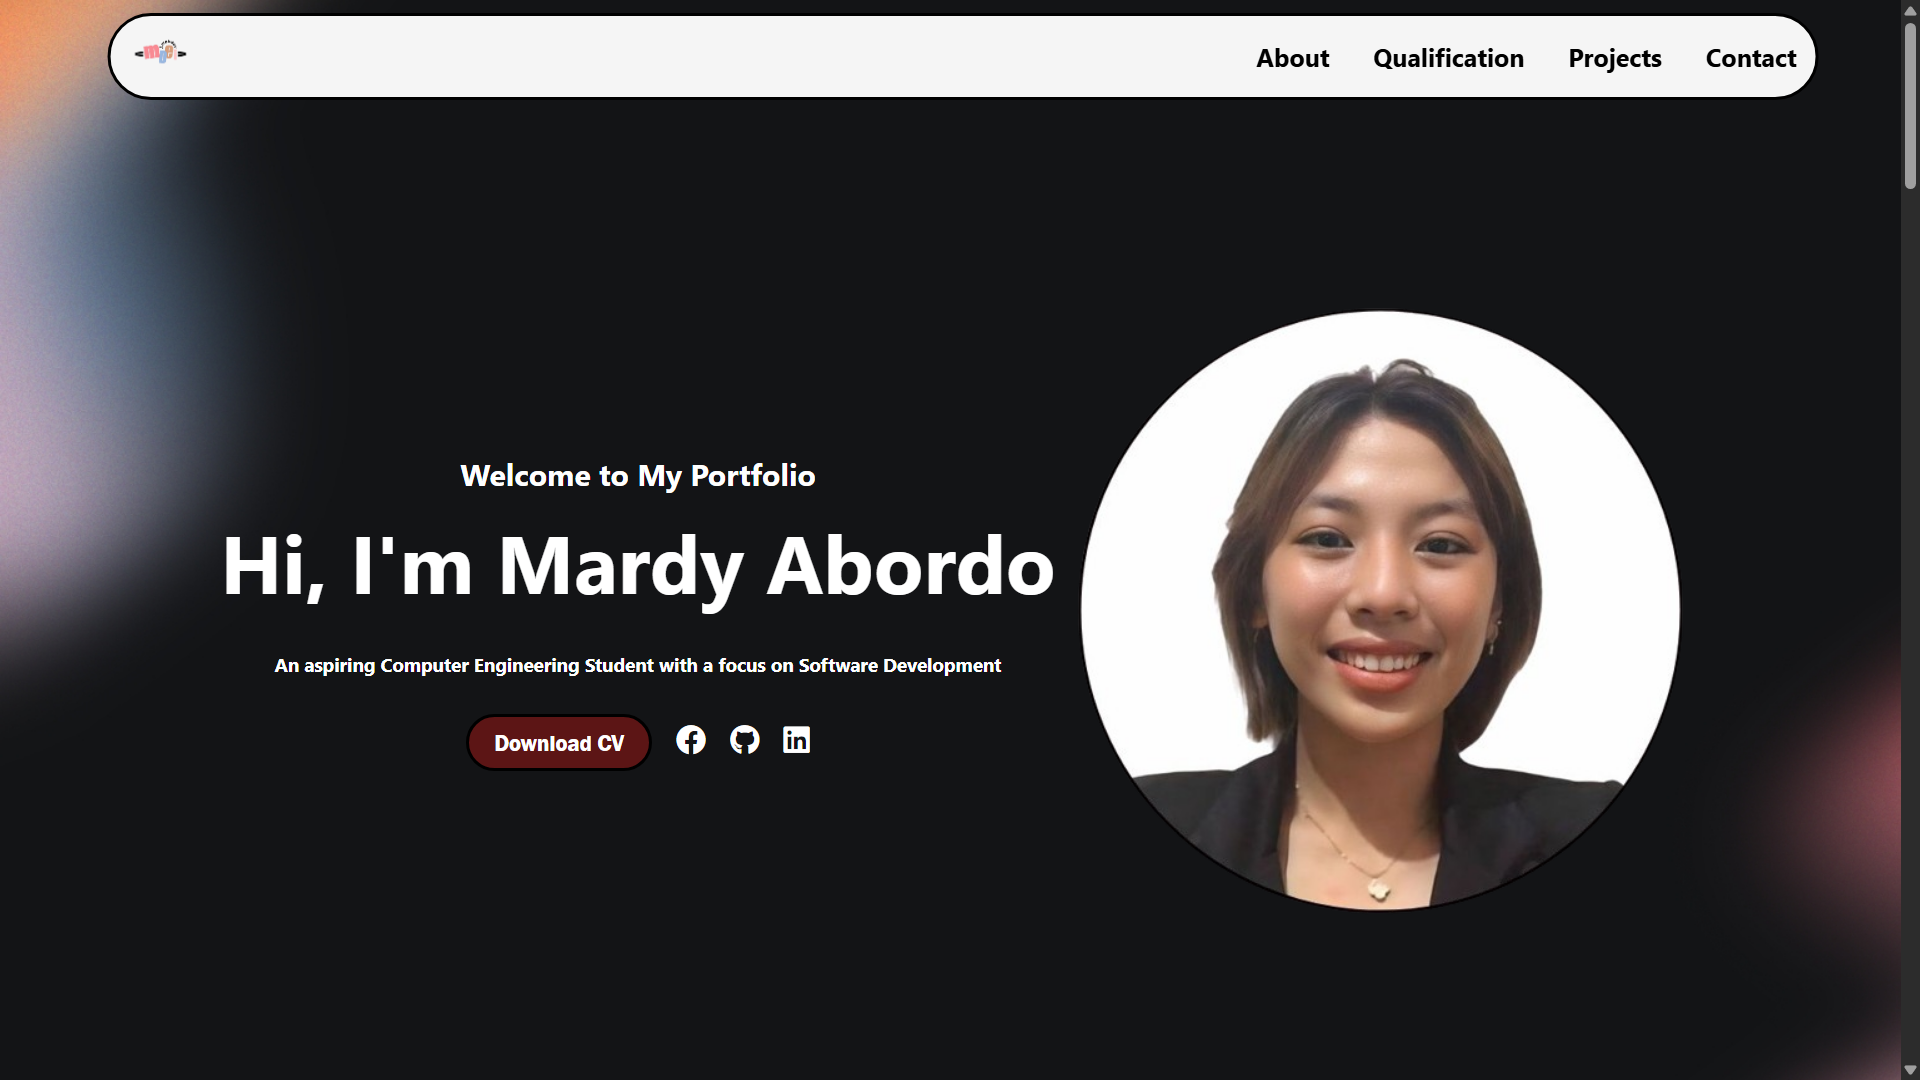 About
Qualification
Projects
Contact
Welcome to My Portfolio
Hi, I'm Mardy Abordo
An aspiring Computer Engineering Student with a focus on Software Development
Download CV